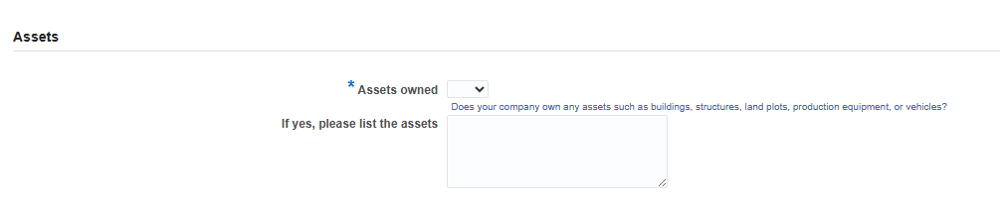 Assets
* Assets owned
Does your company own any assets such as buildings, structures, land plots, production equipment, or vehicles?
If yes, please list the assets